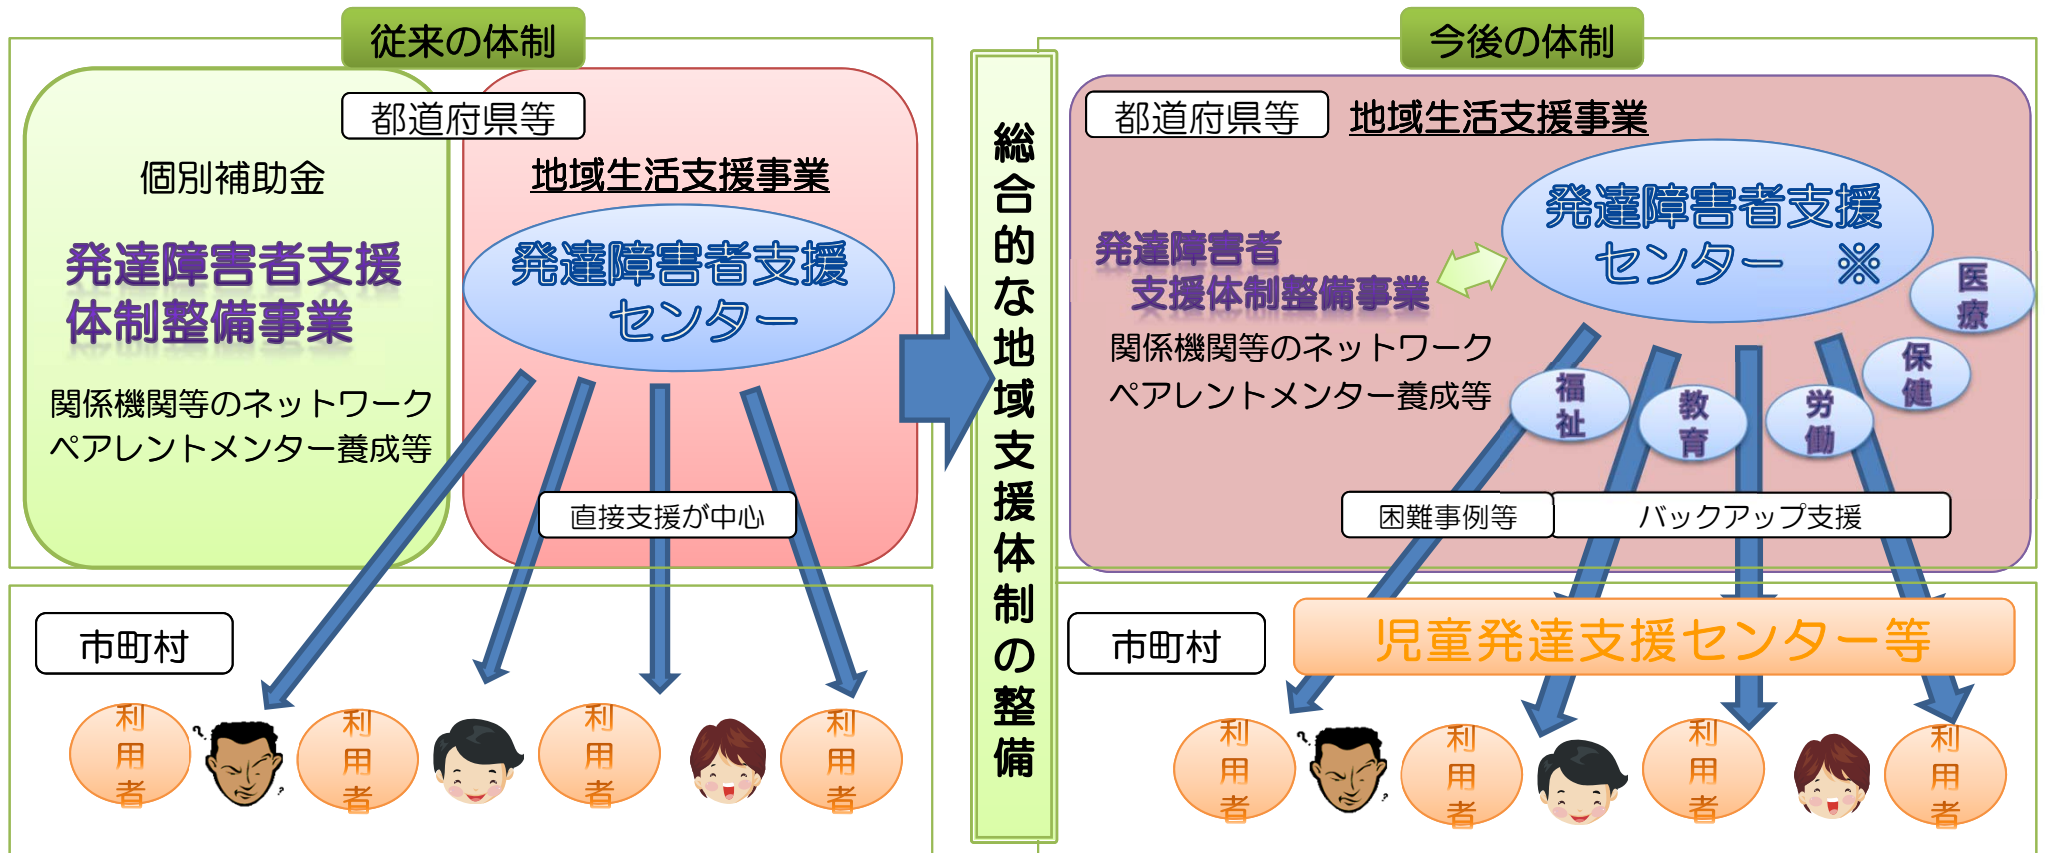 従来の体制
都道府県等
個別補助金
発達障害者支援
体制整備事業
関係機関等のネットワーク
ペアレントメンター養成等
地域生活支援事業
発達障害者支援
センター
直接支援が中心
市町村
利用者
利用者
利用者
利用者
総合的な地域支援体制の整備
今後の体制
都道府県等
地域生活支援事業
発達障害者支援
センター ※
発達障害者
支援体制整備事業
関係機関等のネットワーク
ペアレントメンター養成等
医療
保健
福祉
教育
労働
困難事例等
バックアップ支援
市町村
児童発達支援センター等
利用者
?
?
利用者
利用者
利用者